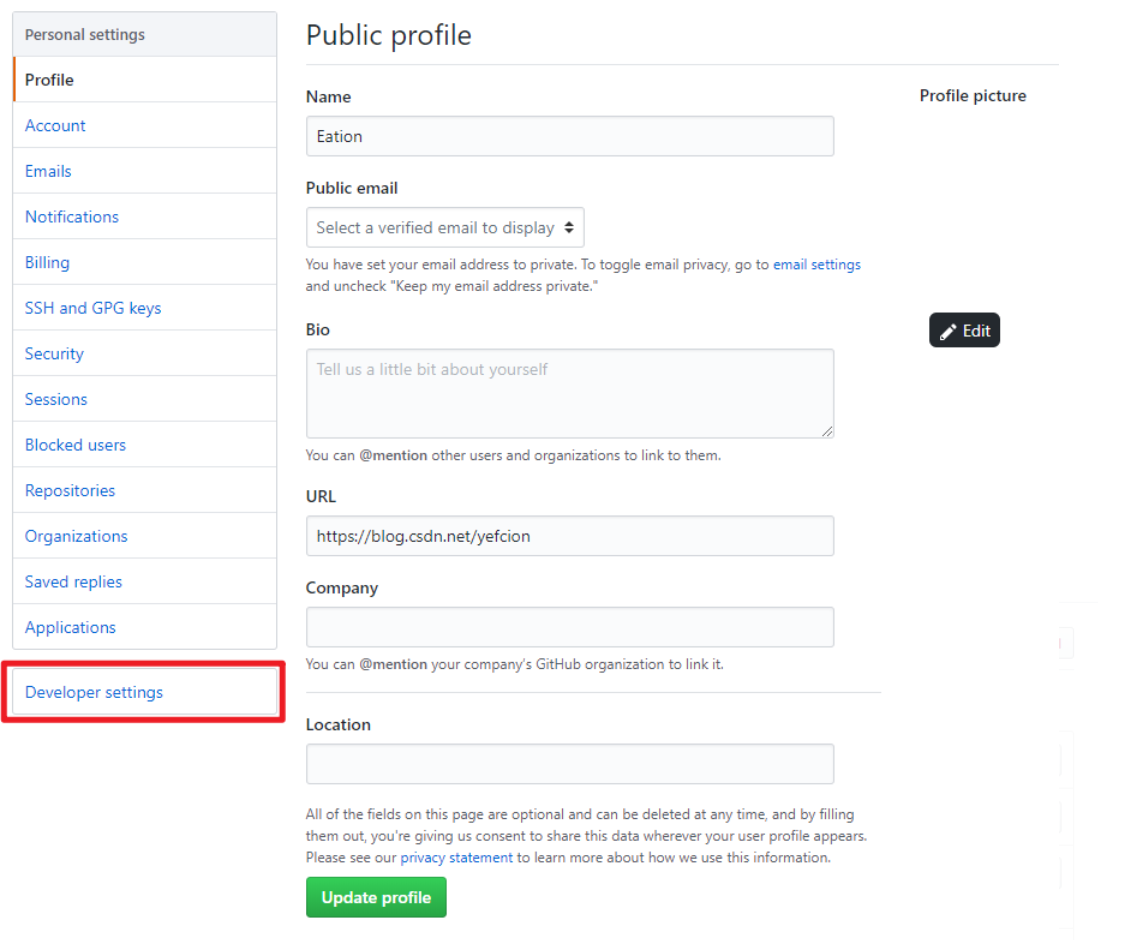 Personal settings
Profile
Account
Emails
Notifications
Billing
SSH and GPG keys
Security
Sessions
Blocked users
Repositories
Organizations
Saved replies
Applications
Developer settings
Public profile
Name
Eation
Public email
Select a verified email to display
You have set your email address to private. To toggle email privacy, go to email settings
and uncheck "Keep my email address private."
Bio
Tell us a little bit about yourself
You can @mention other users and organizations to link to them.
URL
https://blog.csdn.net/yefcion
Company
You can @mention your company's GitHub organization to link it.
Location
All of the fields on this page are optional and can be deleted at any time, and by filling
them out, you're giving us consent to share this data wherever your user profile appears.
Please see our privacy statement to learn more about how we use this information.
Update profile
Profile picture
Edit